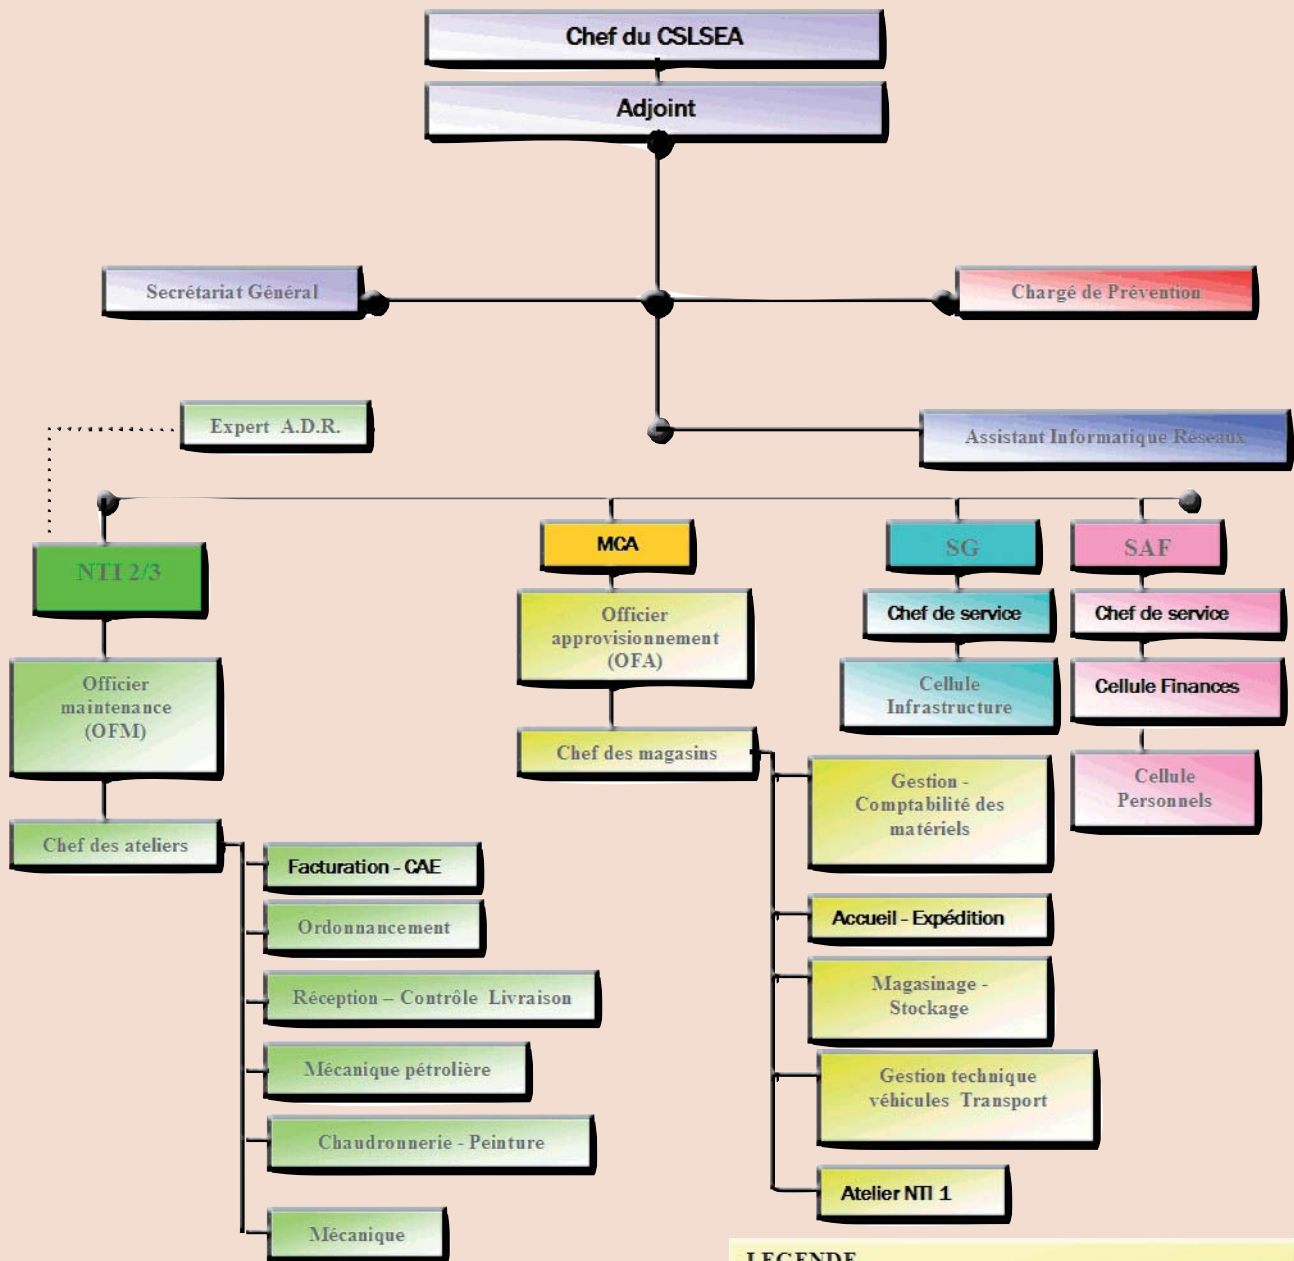 Chef du CSLSEA
Adjoint
Secrétariat Général
Chargé de Prévention
Expert A.D.R.
Assistant Informatique Réseaux
NTI 2/3
Officier
maintenance
(OFM)
Chef des ateliers
Facturation - CAE
Ordonnancement
Réception – Contrôle Livraison
Mécanique pétrolière
Chaudronnerie - Peinture
Mécanique
MCA
Officier
approvisionnement
(OFA)
Chef des magasins
Gestion -
Comptabilité des
matériels
Accueil - Expédition
Magasinage -
Stockage
Gestion technique
véhicules Transport
Atelier NTI 1
SG
Chef de service
Cellule
Infrastructure
SAF
Chef de service
Cellule Finances
Cellule
Personnels
LEGENDE